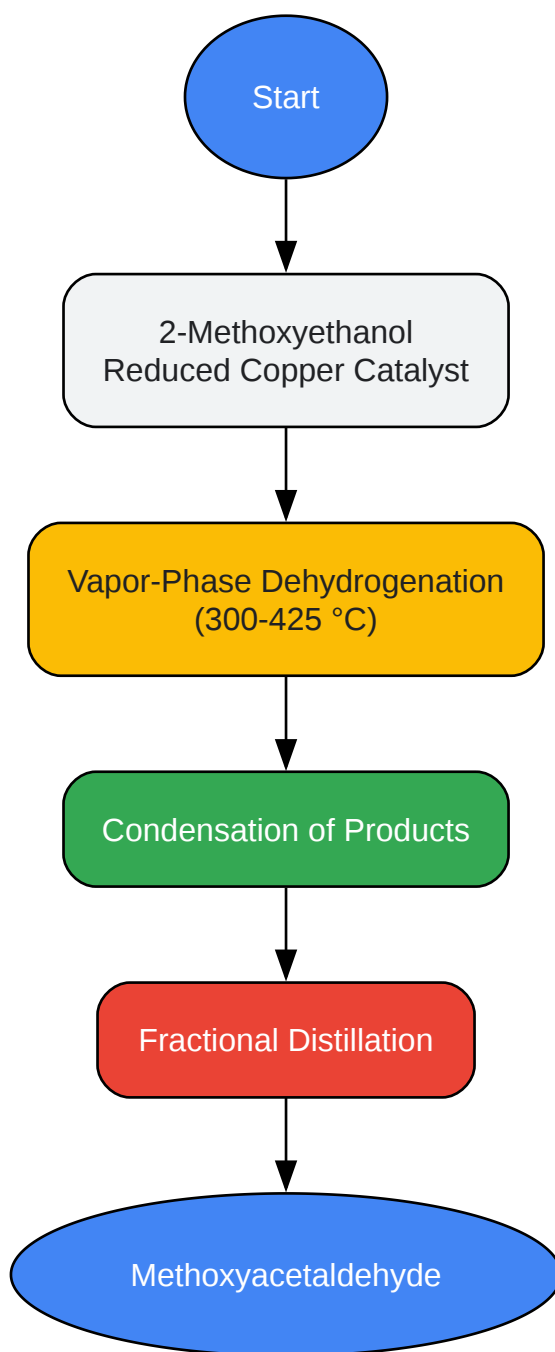 Start
2-Methoxyethanol
Reduced Copper Catalyst
Vapor-Phase Dehydrogenation
(300-425 °C)
Condensation of Products
Fractional Distillation
Methoxyacetaldehyde